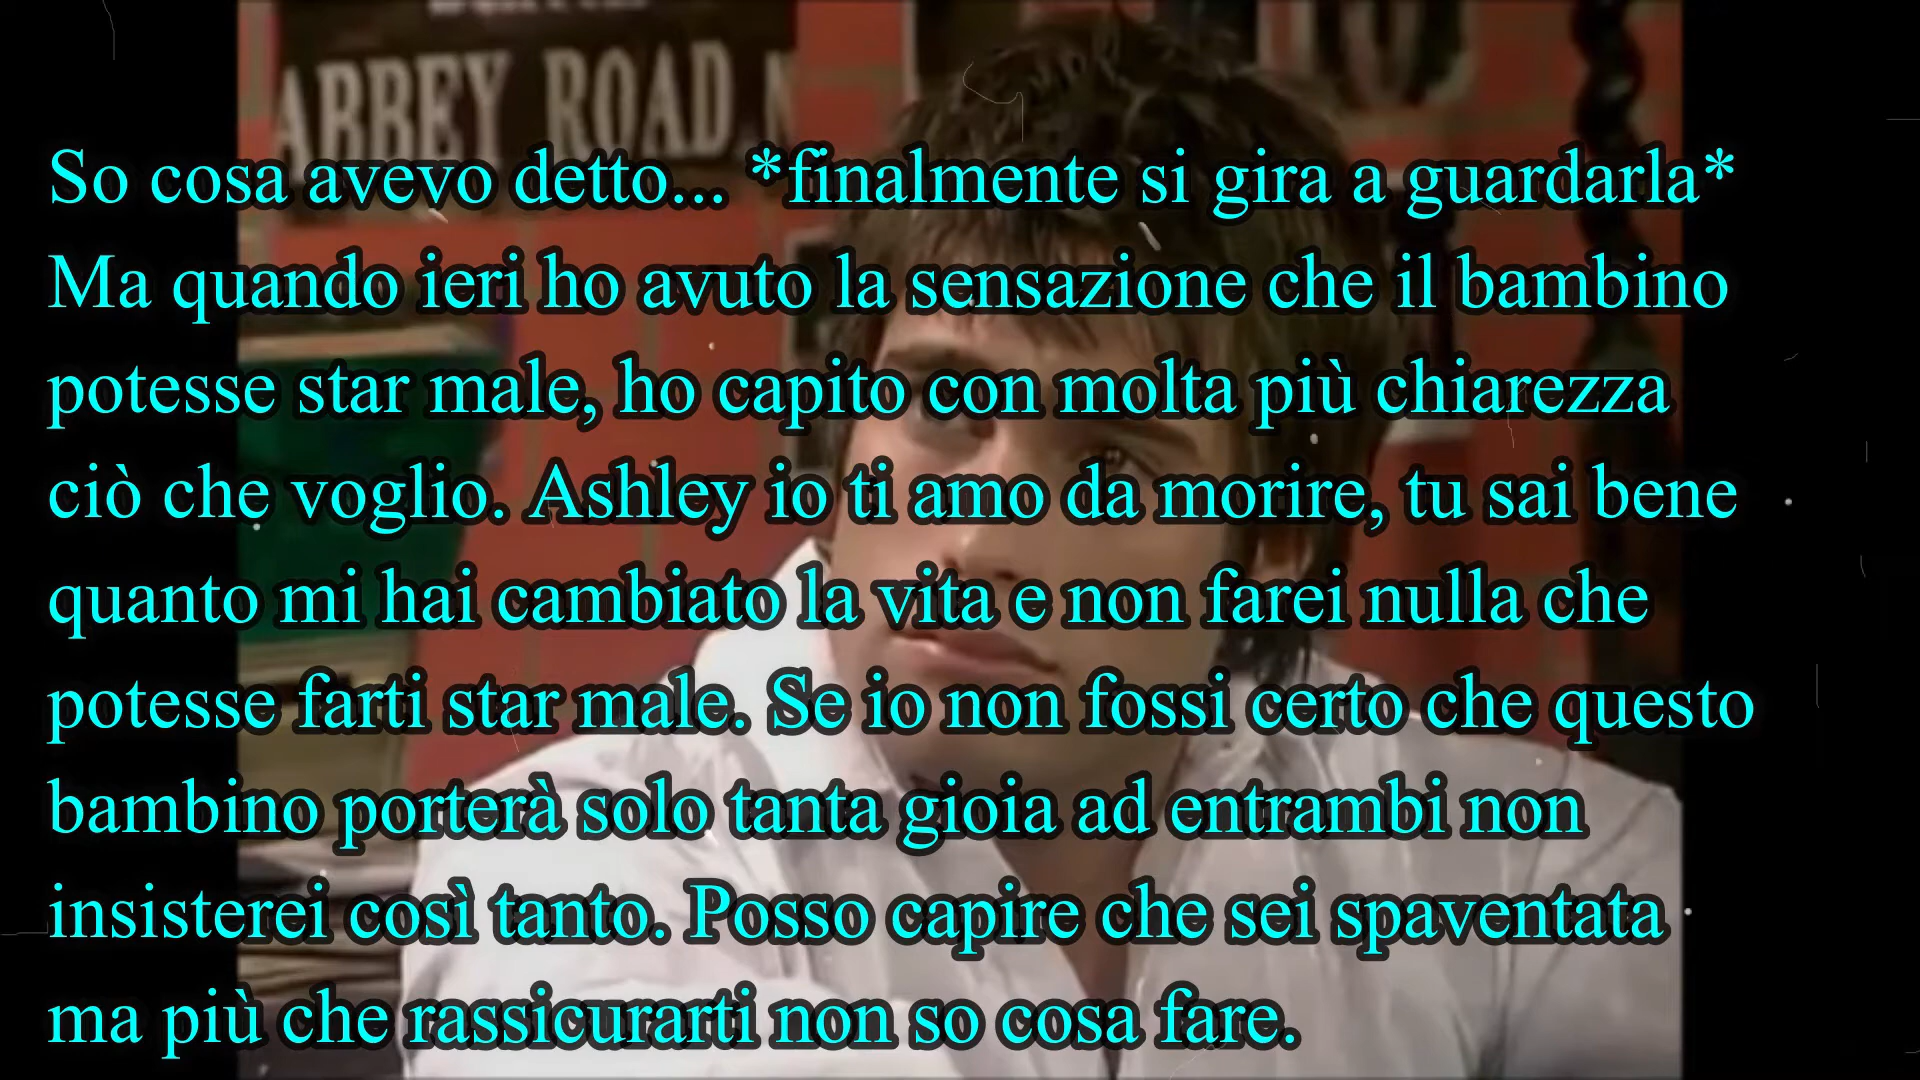 ABBEY ROAD
So cosa avevo detto... *finalmente si gira a guardarla*
Ma quando ieri ho avuto la sensazione che il bambino
potesse star male, ho capito con molta più chiarezza
ciò che voglio. Ashley io ti amo da morire, tu sai bene
quanto mi hai cambiato la vita e non farei nulla che
potesse farti star male. Se io non fossi certo che questo
bambino porterà solo tanta gioia ad entrambi non
insisterei così tanto. Posso capire che sei spaventata
ma più che rassicurarti non so cosa fare.